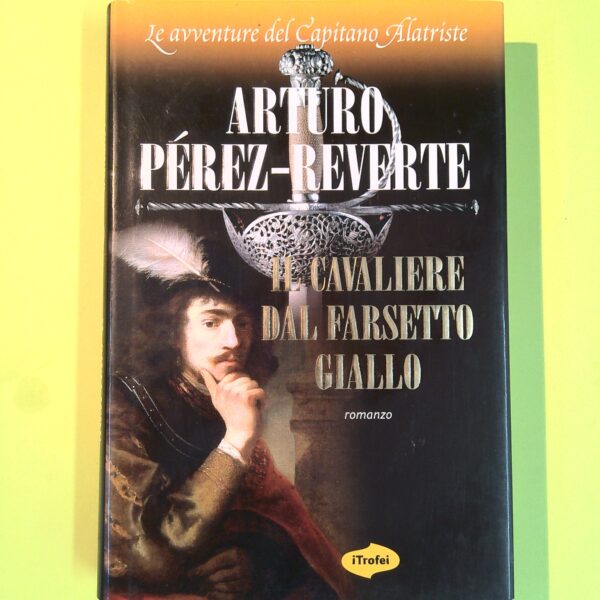 Le avventure del Capitano Alatriste
ARTURO
PÉREZ-REVERTE
IL CAVALIERE
DAL FARSETTO
GIALLO
romanzo
iTrofei